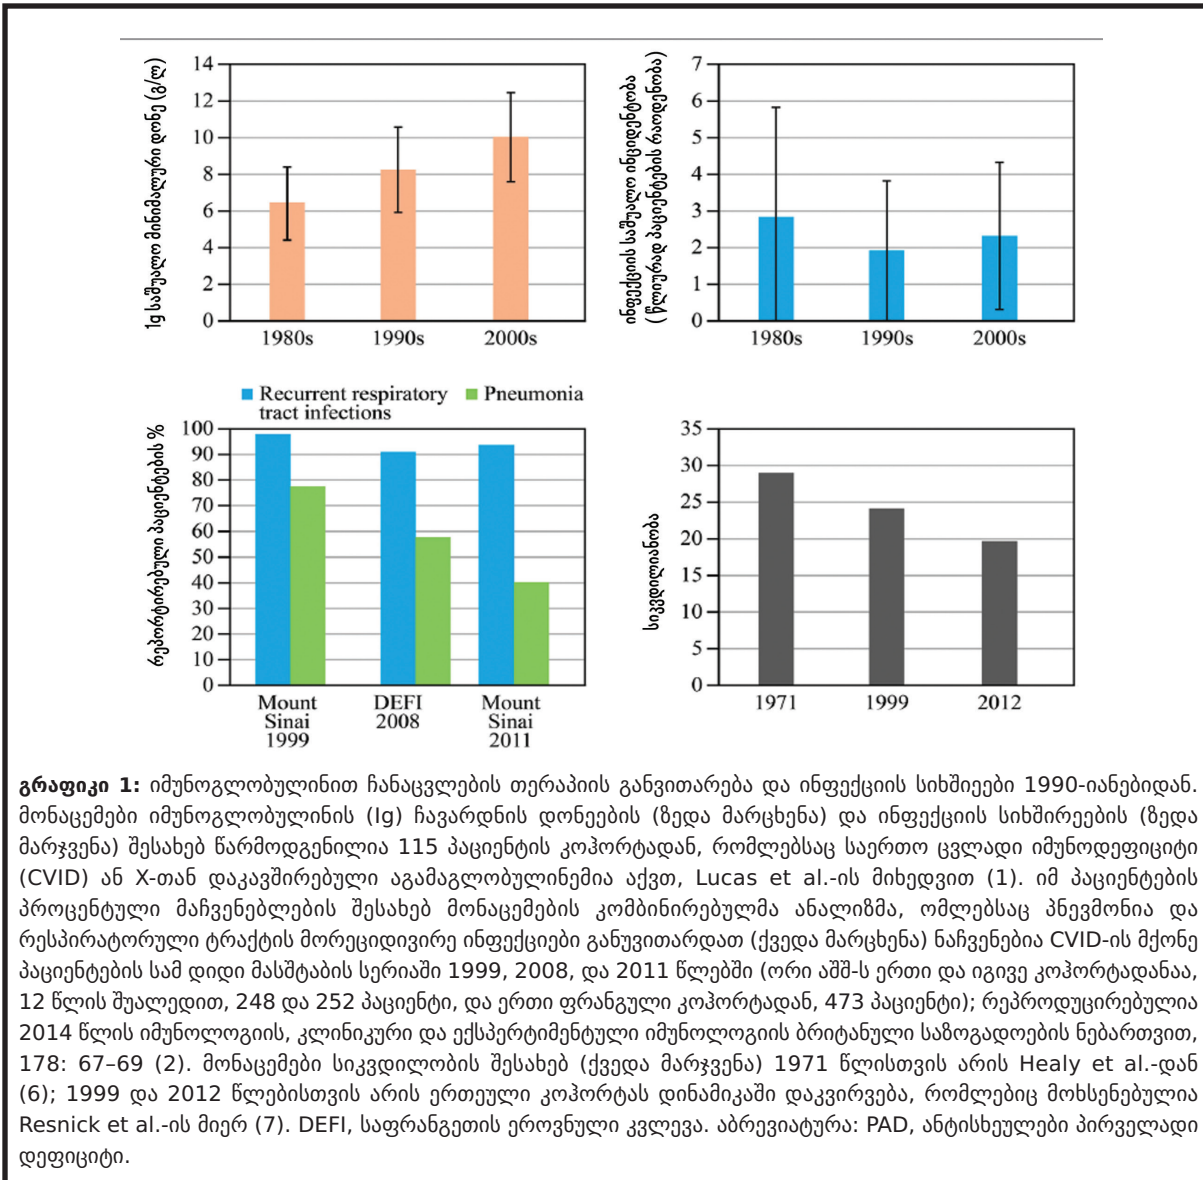 Ig საშუალო მინიმალური დონე (გ/ლ)
14
12
10
8
6
4
2
0
1980s 1990s 2000s
ინფექციის საშუალო ინციდენტობა
(წლიურად პაციენტების რაოდენობა)
7
6
5
4
3
2
1
0
1980s 1990s 2000s
Recurrent respiratory
tract infections
Pneumonia
რეპორტირებული პაციენტების %
100
90
80
70
60
50
40
30
20
10
0
Mount
Sinai
1999
DEFI
2008
Mount
Sinai
2011
სიკვდილიანობა
35
30
25
20
15
10
5
0
1971 1999 2012
გრაფიკი 1: იმუნოგლობულინით ჩანაცვლების თერაპიის განვითარება და ინფექციის სიხშიეები 1990-იანებიდან.
მონაცემები იმუნოგლობულინის (Ig) ჩავარდნის დონეების (ზედა მარცხენა) და ინფექციის სიხშირეების (ზედა
მარჯვენა) შესახებ წარმოდგენილია 115 პაციენტის კოჰორტადან, რომლებსაც საერთო ცვლადი იმუნოდეფიციტი
(CVID) ან X-თან დაკავშირებული აგამაგლობულინემია აქვთ, Lucas et al.-ის მიხედვით (1). იმ პაციენტების
პროცენტული მაჩვენებლების შესახებ მონაცემების კომბინირებულმა ანალიზმა, ომლებსაც პნევმონია და
რესპირატორული ტრაქტის მორეციდივირე ინფექციები განუვითარდათ (ქვედა მარცხენა) ნაჩვენებია CVID-ის მქონე
პაციენტების სამ დიდი მასშტაბის სერიაში 1999, 2008, და 2011 წლებში (ორი აშშ-ს ერთი და იგივე კოჰორტადანაა,
12 წლის შუალედით, 248 და 252 პაციენტი, და ერთი ფრანგული კოჰორტადან, 473 პაციენტი); რეპროდუცირებულია
2014 წლის იმუნოლოგიის, კლინიკური და ექსპერტიმენტული იმუნოლოგიის ბრიტანული საზოგადოების ნებართვით,
178: 67–69 (2). მონაცემები სიკვდილობის შესახებ (ქვედა მარჯვენა) 1971 წლისთვის არის Healy et al.-დან
(6); 1999 და 2012 წლებისთვის არის ერთეული კოჰორტას დინამიკაში დაკვირვება, რომლებიც მოხსენებულია
Resnick et al.-ის მიერ (7). DEFI, საფრანგეთის ეროვნული კვლევა. აბრევიატურა: PAD, ანტისხეულები პირველადი
დეფიციტი.